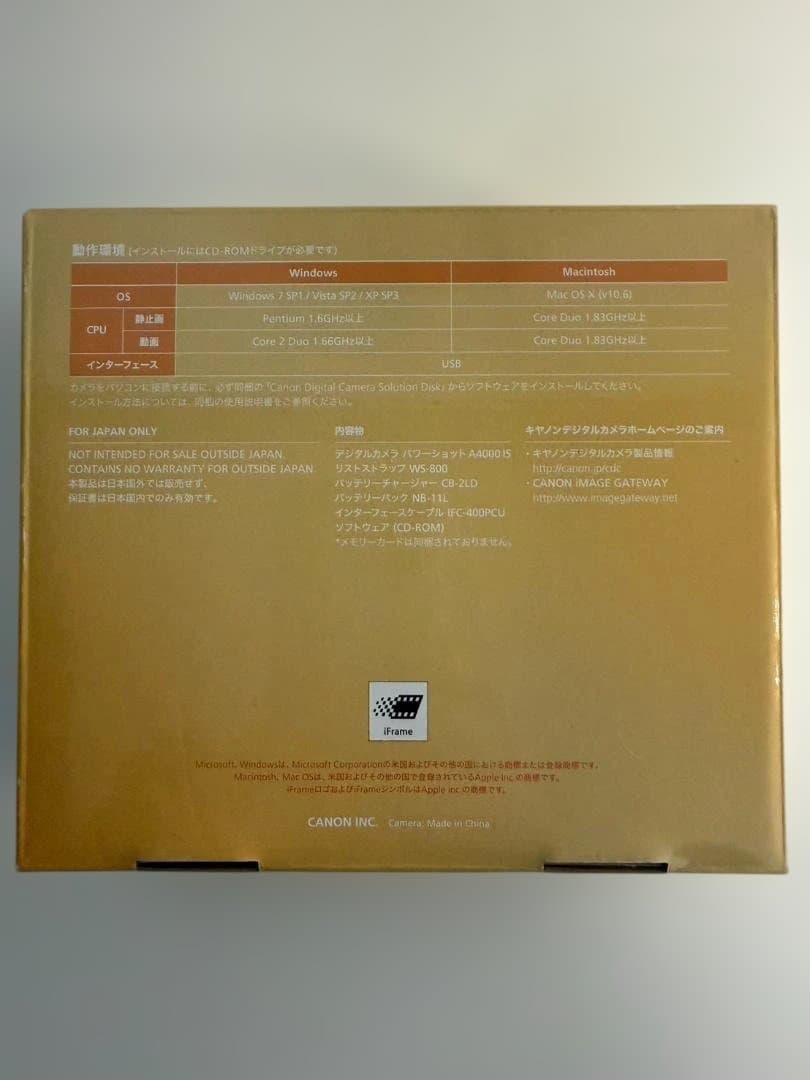 動作環境 (インストールにはCD-ROMドライブが必要です)
Windows Macintosh
OS Windows 7 SP1 / Vista SP2 / XP SP3 Mac OS X (v10.6)
CPU 静止画 Pentium 1.6GHz以上 Core Duo 1.83GHz以上
動画 Core 2 Duo 1.66GHz以上 Core Duo 1.83GHz以上
インターフェース USB
カメラをパソコンに接続する前に、必ず同梱の「Canon Digital Camera Solution Disk」からソフトウェアをインストールしてください。
インストール方法については、同梱の使用説明書をご参照ください。
FOR JAPAN ONLY
NOT INTENDED FOR SALE OUTSIDE JAPAN.
CONTAINS NO WARRANTY FOR OUTSIDE JAPAN.
本製品は日本国外では販売せず、
保証書は日本国内でのみ有効です。
内容物
デジタルカメラ パワーショット A4000 IS
リストストラップ WS-800
バッテリーチャージャー CB-2LD
バッテリーパック NB-11L
インターフェースケーブル IFC-400PCU
ソフトウェア (CD-ROM)
*メモリーカードは同梱されておりません。
キヤノンデジタルカメラホームページのご案内
・キヤノンデジタルカメラ製品情報
http://canon.jp/cdc
・CANON iMAGE GATEWAY
http://www.imagegateway.net
iFrame
Microsoft、Windowsは、Microsoft Corporationの米国およびその他の国における商標または登録商標です。
Macintosh、Mac OSは、米国およびその他の国で登録されているApple Inc.の商標です。
iFrameロゴおよびiFrameシンボルはApple Inc.の商標です。
CANON INC. Camera: Made in China